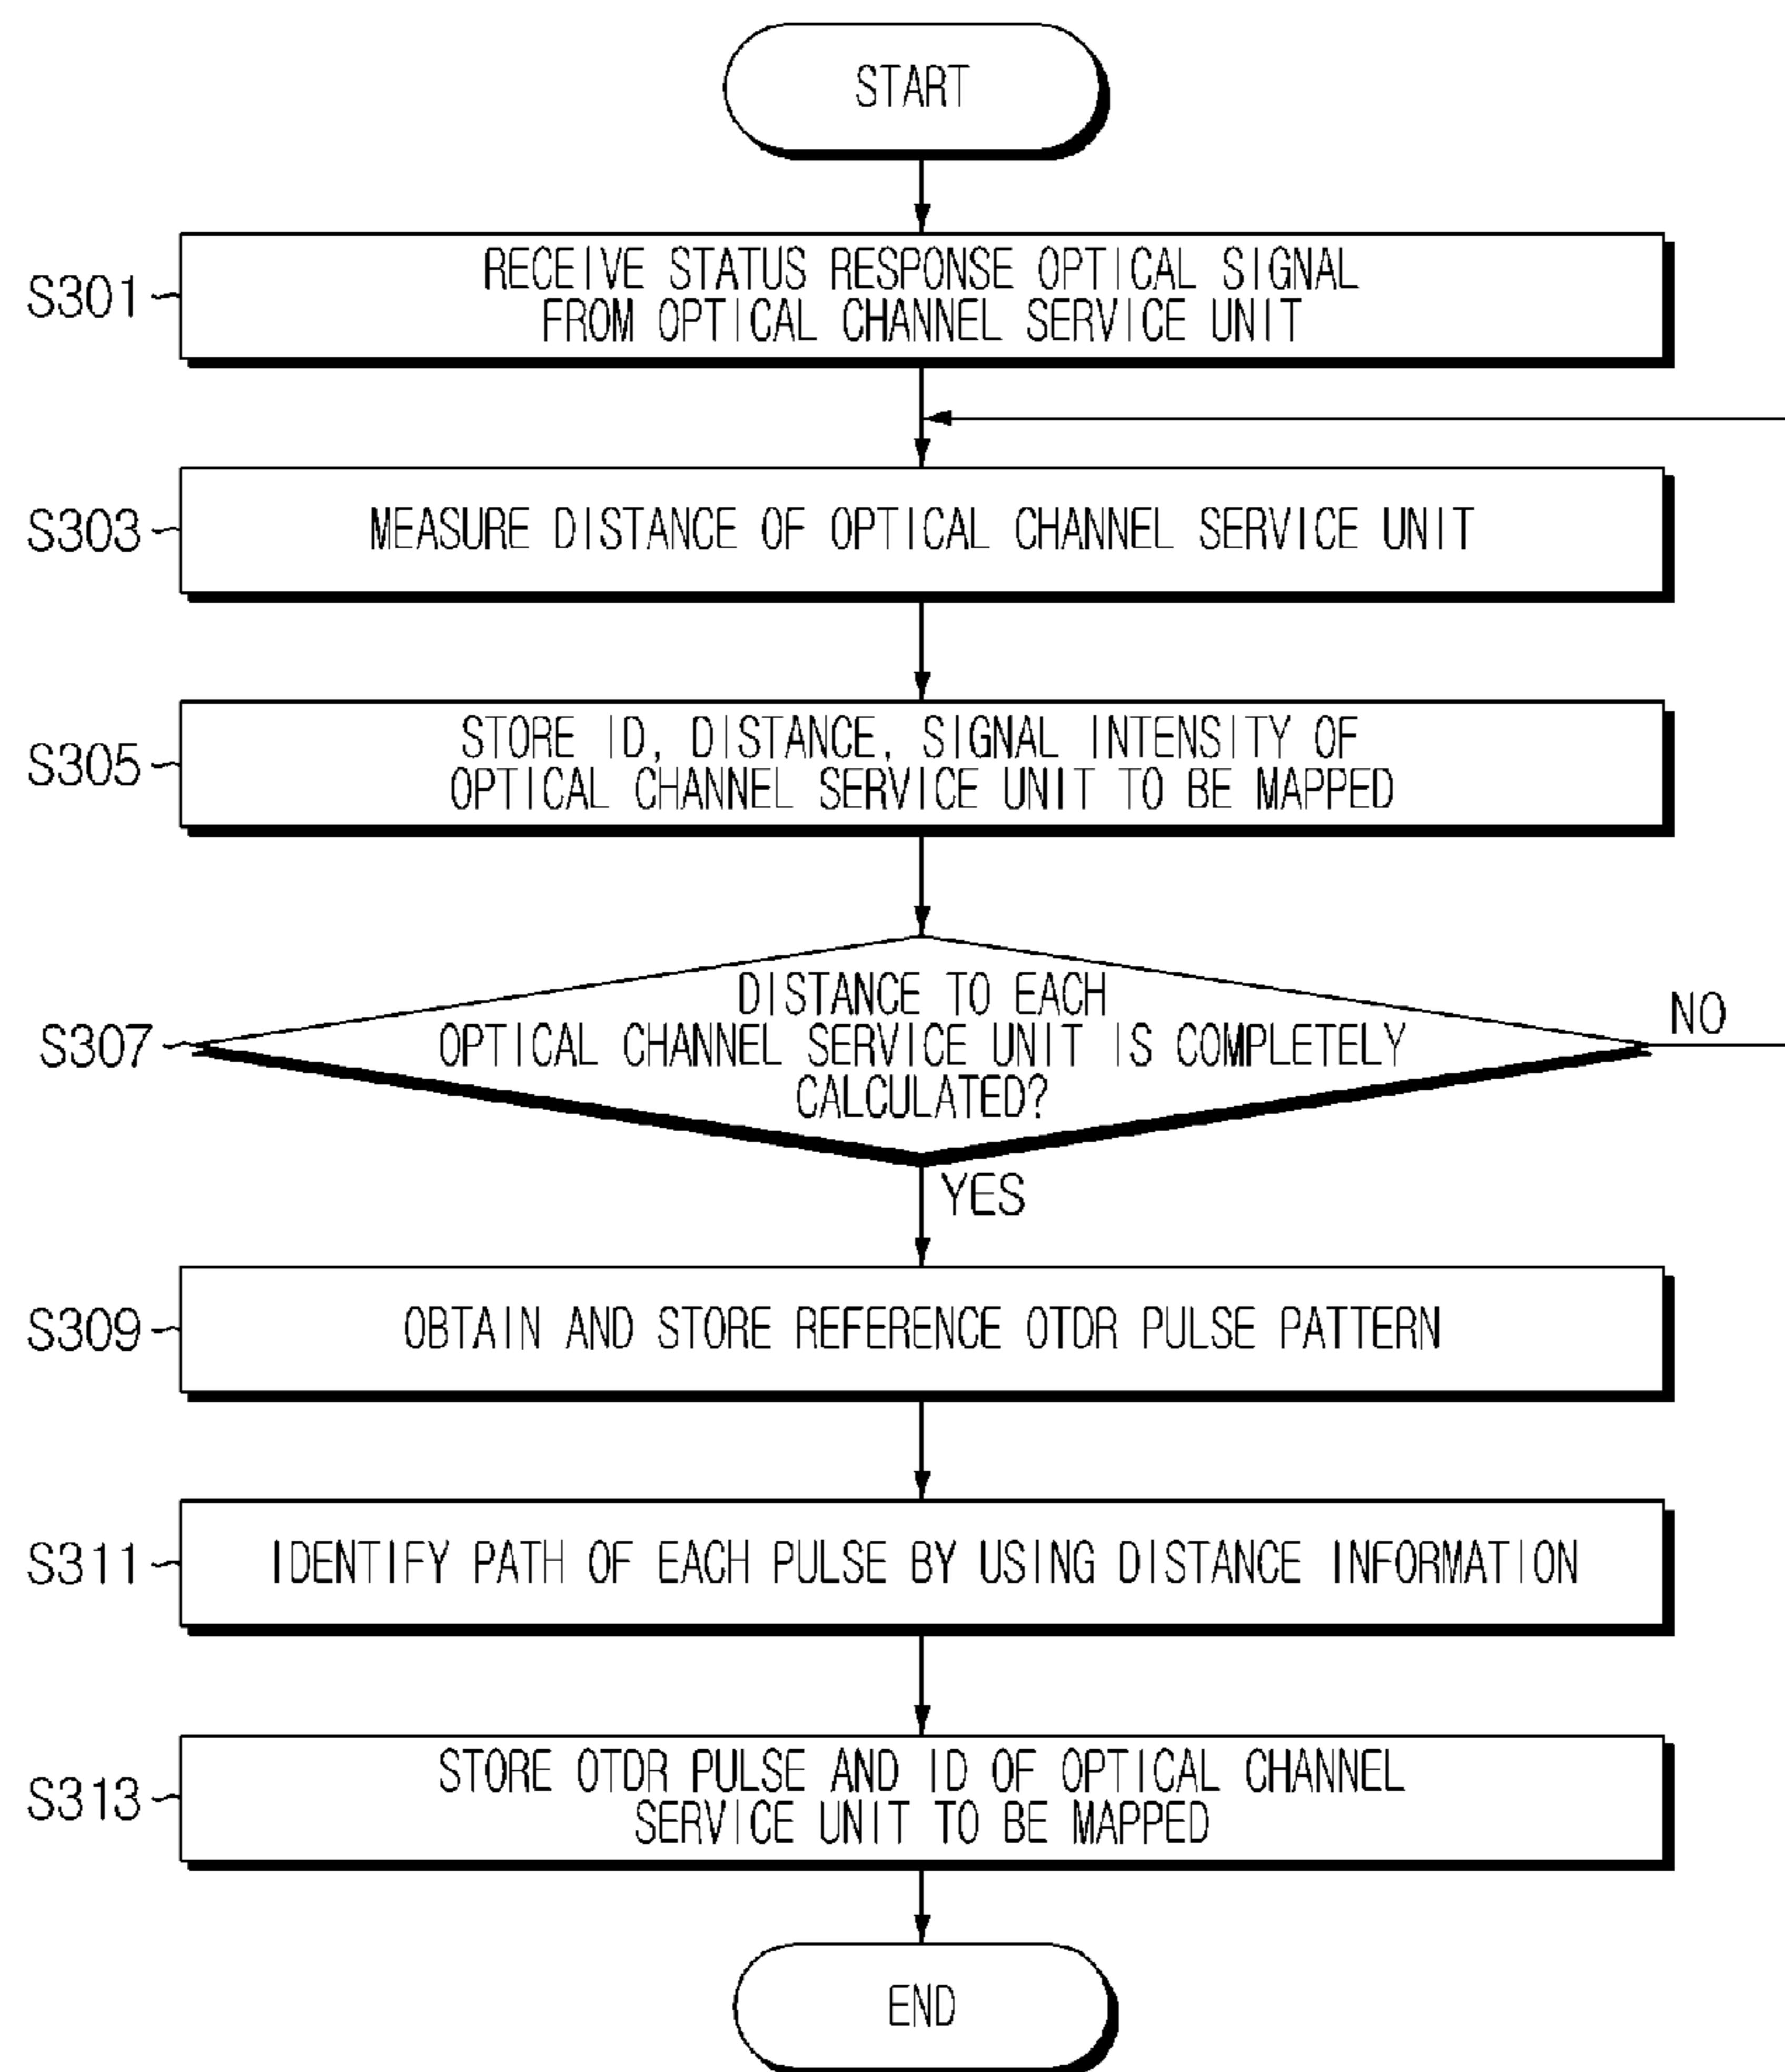 START
S301
RECEIVE STATUS RESPONSE OPTICAL SIGNAL
FROM OPTICAL CHANNEL SERVICE UNIT
S303
MEASURE DISTANCE OF OPTICAL CHANNEL SERVICE UNIT
S305
STORE ID, DISTANCE, SIGNAL INTENSITY OF
OPTICAL CHANNEL SERVICE UNIT TO BE MAPPED
S307
DISTANCE TO EACH
OPTICAL CHANNEL SERVICE UNIT IS COMPLETELY
CALCULATED?
NO
YES
S309
OBTAIN AND STORE REFERENCE OTDR PULSE PATTERN
S311
IDENTIFY PATH OF EACH PULSE BY USING DISTANCE INFORMATION
S313
STORE OTDR PULSE AND ID OF OPTICAL CHANNEL
SERVICE UNIT TO BE MAPPED
END